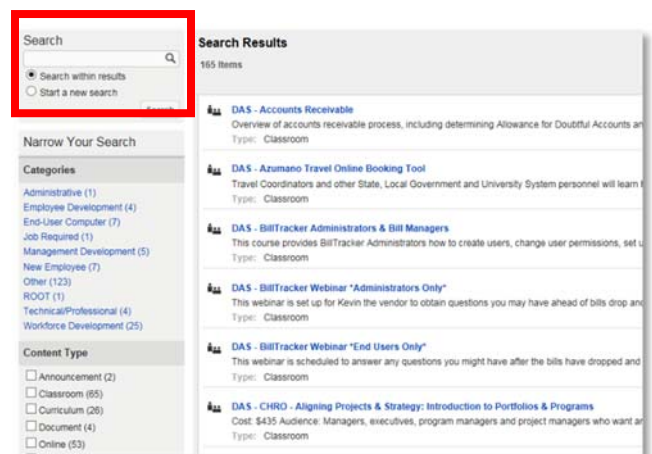 Search
Search within results
Start a new search
Search
Narrow Your Search
Categories
Administrative (1)
Employee Development (4)
End-User Computer (7)
Job Required (1)
Management Development (5)
New Employee (7)
Other (123)
ROOT (1)
Technical/Professional (4)
Workforce Development (25)
Content Type
Announcement (2)
Classroom (65)
Curriculum (26)
Document (4)
Online (53)
Search Results
165 Items
DAS - Accounts Receivable
Overview of accounts receivable process, including determining Allowance for Doubtful Accounts an
Type: Classroom
DAS - Azumano Travel Online Booking Tool
Travel Coordinators and other State, Local Government and University System personnel will learn
Type: Classroom
DAS - BillTracker Administrators & Bill Managers
This course provides BillTracker Administrators how to create users, change user permissions, set u
Type: Classroom
DAS - BillTracker Webinar *Administrators Only*
This webinar is set up for Kevin the vendor to obtain questions you may have ahead of bills drop and
Type: Classroom
DAS - BillTracker Webinar *End Users Only*
This webinar is scheduled to answer any questions you might have after the bills have dropped and
Type: Classroom
DAS - CHRO - Aligning Projects & Strategy: Introduction to Portfolios & Programs
Cost: $435 Audience: Managers, executives, program managers and project managers who want an
Type: Classroom